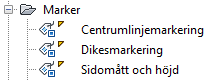 Marker
Centrumlinjemarkering
Dikesmarkering
Sidomått och höjd